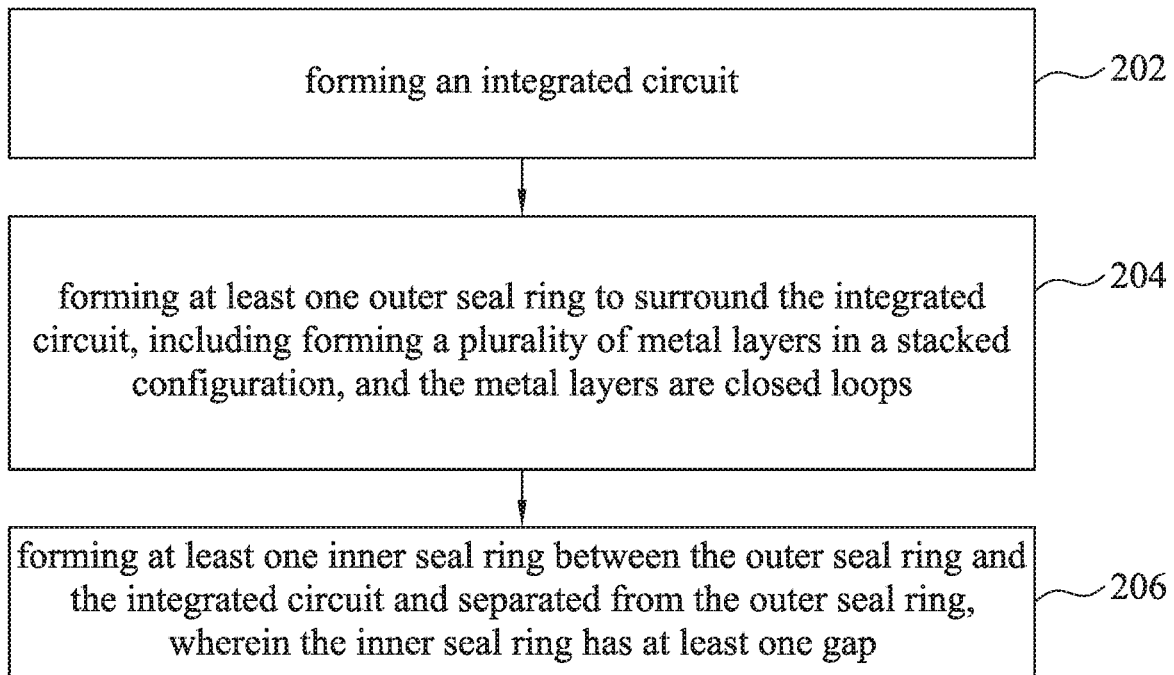 forming an integrated circuit
202
forming at least one outer seal ring to surround the integrated
circuit, including forming a plurality of metal layers in a stacked
configuration, and the metal layers are closed loops
204
forming at least one inner seal ring between the outer seal ring and
the integrated circuit and separated from the outer seal ring,
wherein the inner seal ring has at least one gap
206